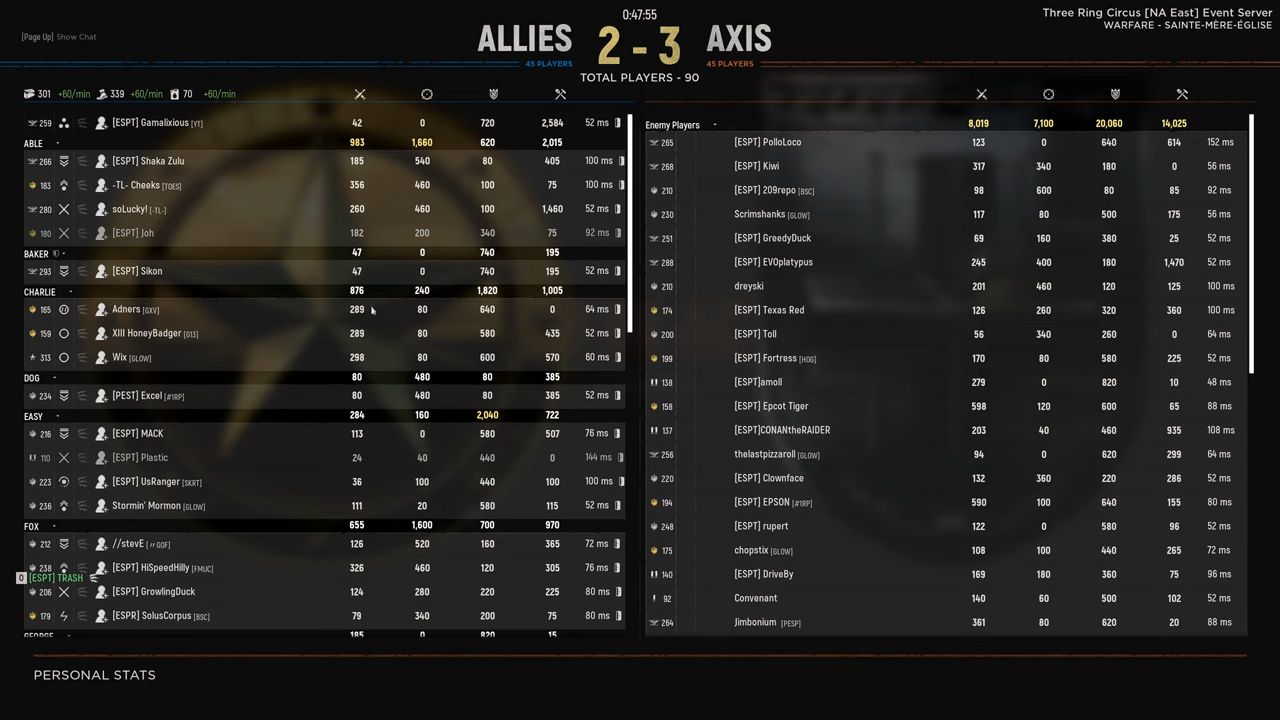 0:47:55
Three Ring Circus [NA East] Event Server
WARFARE - SAINTE-MÈRE-ÉGLISE
[Page Up] Show Chat
ALLIES 2 - 3 AXIS
45 PLAYERS 45 PLAYERS
TOTAL PLAYERS - 90
301 +60/min 339 +60/min 70 +60/min
259 [ESPT] Gamalixious [YT] 42 0 720 2,584 52 ms
ABLE - 983 1,660 620 2,015
266 [ESPT] Shaka Zulu 185 540 80 405 100 ms
183 -TL- Cheeks [TOES] 356 460 100 75 100 ms
280 soLucky! [-TL-] 260 460 100 1,460 52 ms
180 [ESPT] Joh 182 200 340 75 92 ms
BAKER - 47 0 740 195
293 [ESPT] Sikon 47 0 740 195 52 ms
CHARLIE - 876 240 1,820 1,005
165 Adners [GXV] 289 80 640 0 64 ms
159 XIII HoneyBadger [G13] 289 80 580 435 52 ms
313 Wix [GLOW] 298 80 600 570 60 ms
DOG - 80 480 80 385
234 [PEST] Excel [#1RP] 80 480 80 385 52 ms
EASY - 284 160 2,040 722
216 [ESPT] MACK 113 0 580 507 76 ms
110 [ESPT] Plastic 24 40 440 0 144 ms
223 [ESPT] UsRanger [SKRT] 36 100 440 100 100 ms
236 Stormin' Mormon [GLOW] 111 20 580 115 52 ms
FOX - 655 1,600 700 970
212 //stevE [//GOF] 126 520 160 365 72 ms
238 [ESPT] HiSpeedHilly [FMUC] 326 460 120 305 76 ms
0 [ESPT] TRASH
206 [ESPT] GrowlingDuck 124 280 220 225 80 ms
179 [ESPR] SolusCorpus [BSC] 79 340 200 75 80 ms
GEORGE 185 0 820 15
Enemy Players - 8,019 7,100 20,060 14,025
265 [ESPT] PolloLoco 123 0 640 614 152 ms
268 [ESPT] Kiwi 317 340 180 0 56 ms
210 [ESPT] 209repo [BSC] 98 600 80 85 92 ms
230 Scrimshanks [GLOW] 117 80 500 175 56 ms
251 [ESPT] GreedyDuck 69 160 380 25 52 ms
288 [ESPT] EVOplatypus 245 400 180 1,470 52 ms
210 dreyski 201 460 120 125 100 ms
174 [ESPT] Texas Red 126 260 320 360 100 ms
200 [ESPT] Toll 56 340 260 0 64 ms
199 [ESPT] Fortress [HOG] 170 80 580 225 52 ms
138 [ESPT]amoll 279 0 820 10 48 ms
158 [ESPT] Epcot Tiger 598 120 600 65 88 ms
137 [ESPT]CONANtheRAIDER 203 40 460 935 108 ms
256 thelastpizzaroll [GLOW] 94 0 620 299 64 ms
220 [ESPT] Clownface 132 360 220 286 52 ms
194 [ESPT] EPSON [#1RP] 590 100 640 155 80 ms
248 [ESPT] rupert 122 0 580 96 52 ms
175 chopstix [GLOW] 108 100 440 265 72 ms
140 [ESPT] DriveBy 169 180 360 75 96 ms
92 Convenant 140 60 500 102 52 ms
264 Jimbonium [PESP] 361 80 620 20 88 ms
PERSONAL STATS